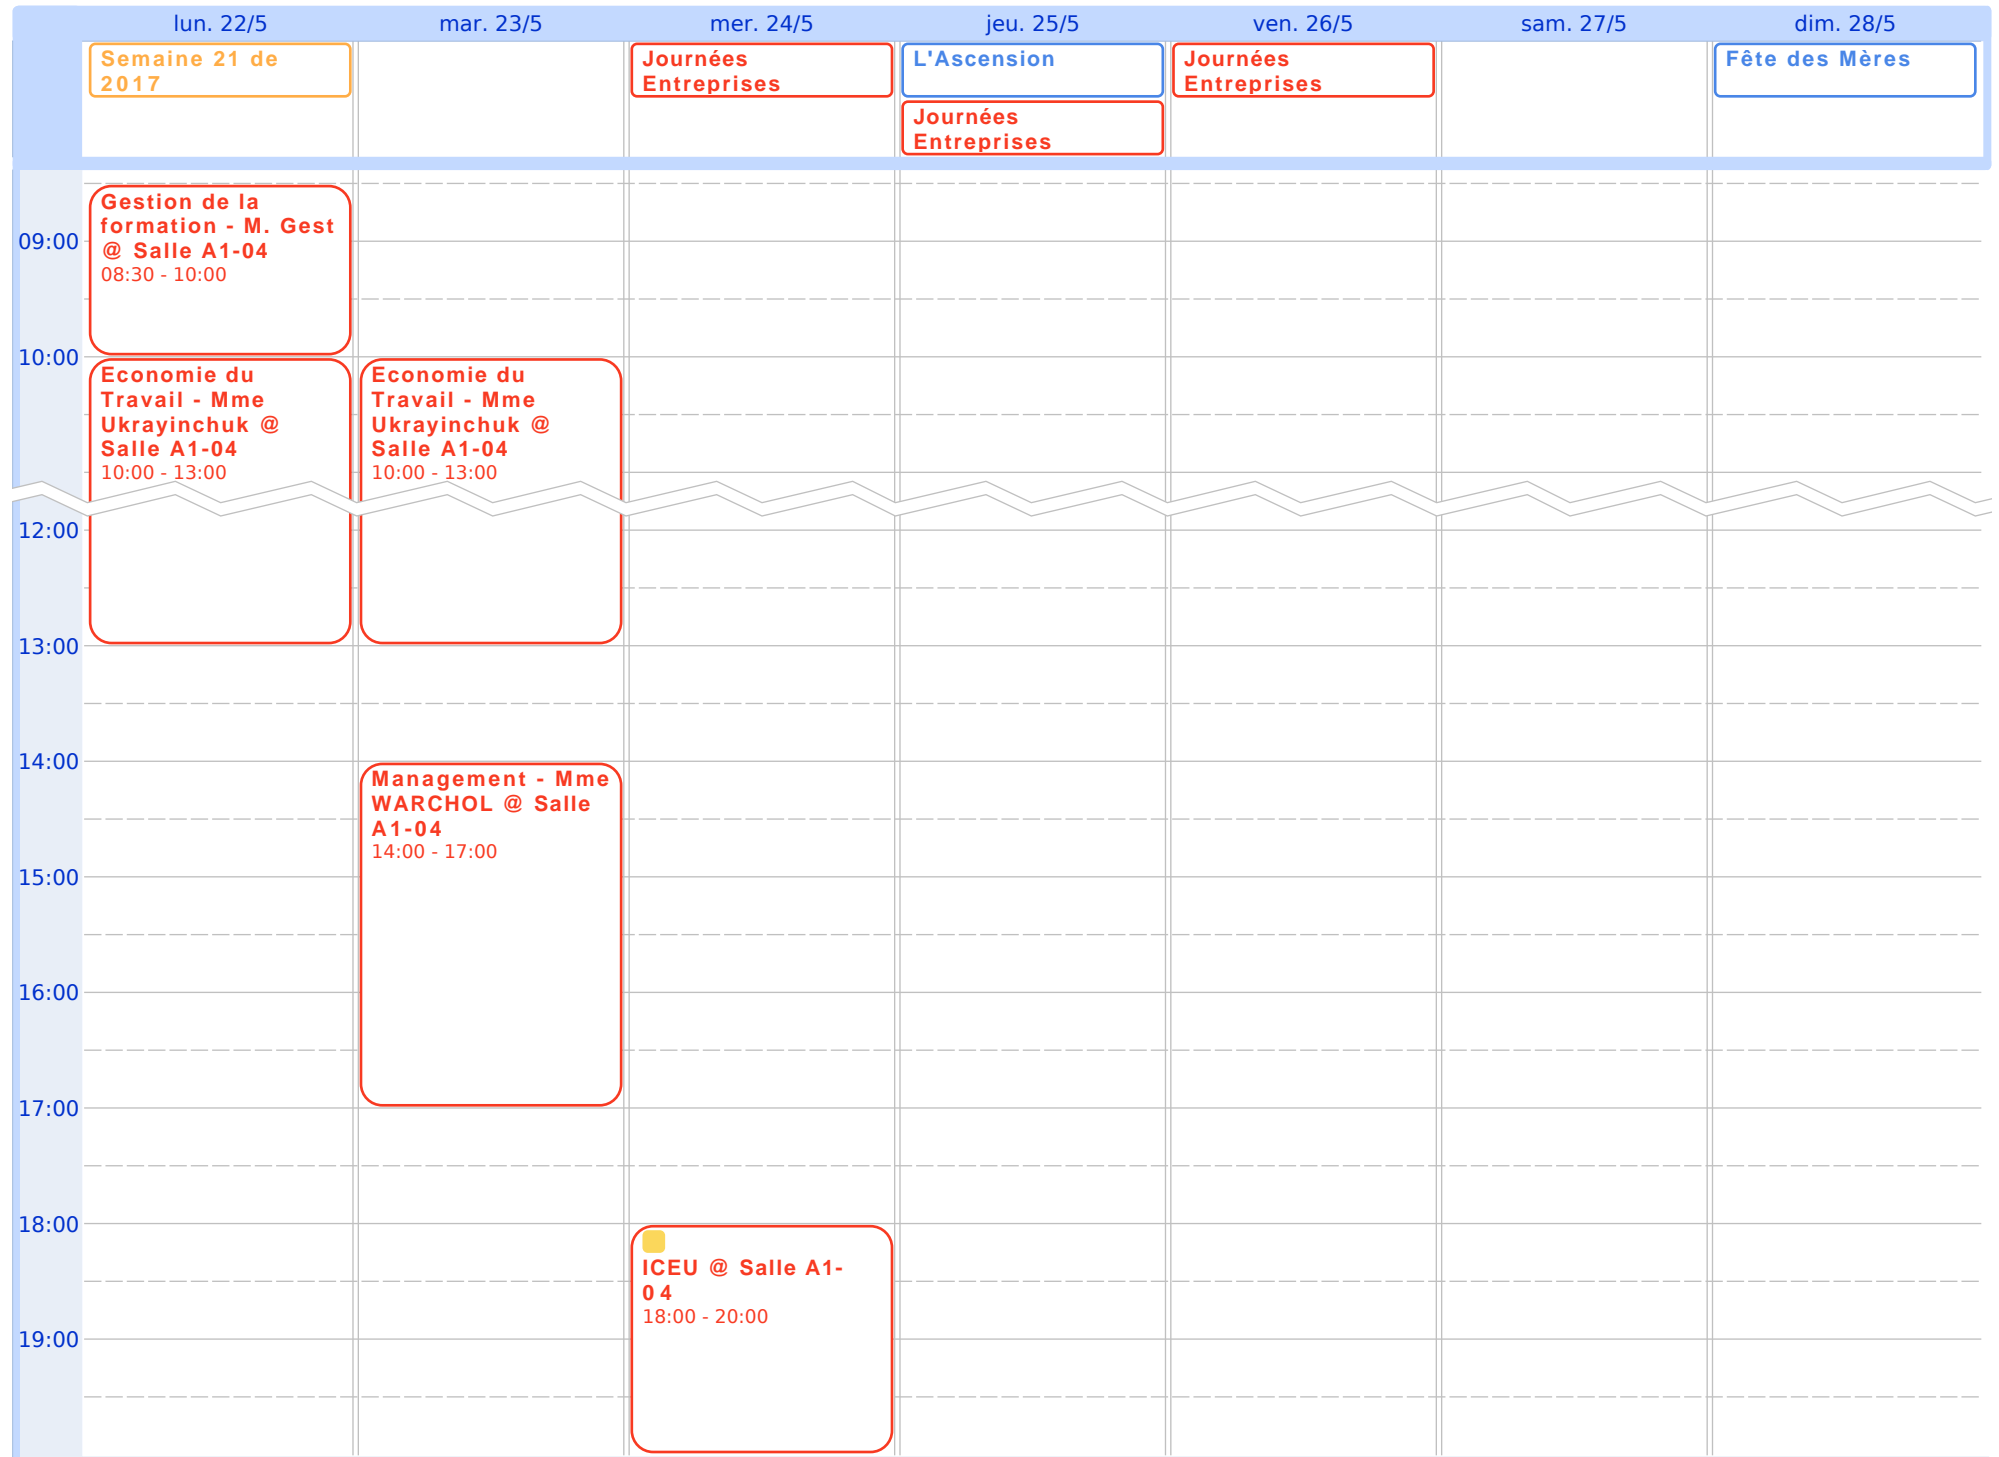 lun. 22/5
mar. 23/5
mer. 24/5
jeu. 25/5
ven. 26/5
sam. 27/5
dim. 28/5
Semaine 21 de
2017
Journées
Entreprises
L'Ascension
Journées
Entreprises
Journées
Entreprises
Fête des Mères
09:00
10:00
12:00
13:00
14:00
15:00
16:00
17:00
18:00
19:00
Gestion de la
formation - M. Gest
@ Salle A1-04
08:30 - 10:00
Economie du
Travail - Mme
Ukrayinchuk @
Salle A1-04
10:00 - 13:00
Economie du
Travail - Mme
Ukrayinchuk @
Salle A1-04
10:00 - 13:00
Management - Mme
WARCHOL @ Salle
A1-04
14:00 - 17:00
ICEU @ Salle A1-
04
18:00 - 20:00